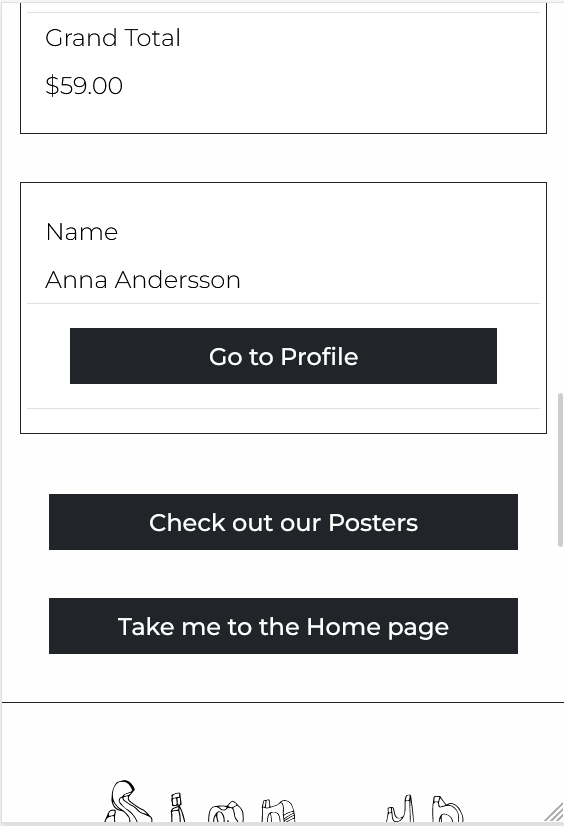 Grand Total
$59.00
Name
Anna Andersson
Go to Profile
Check out our Posters
Take me to the Home page